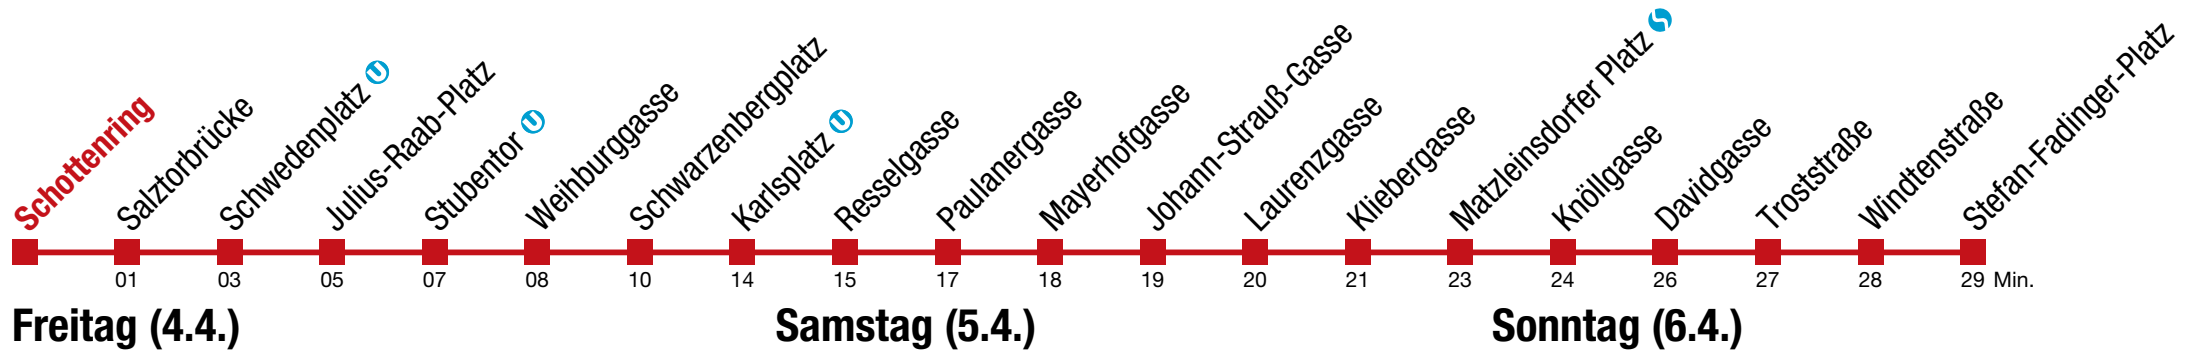 Schottenring
Salztorbrücke
Schwedenplatz U
Julius-Raab-Platz
Stubentor U
Weihburggasse
Schwarzenbergplatz
Karlsplatz U
Resselgasse
Paulanergasse
Mayerhofgasse
Johann-Strauß-Gasse
Laurenzgasse
Kliebergasse
Matzleinsdorfer Platz S
Knöllgasse
Davidgasse
Troststraße
Windtenstraße
Stefan-Fadinger-Platz
01 03 05 07 08 10 14 15 17 18 19 20 21 23 24 26 27 28 29 Min.
Freitag (4.4.) Samstag (5.4.) Sonntag (6.4.)